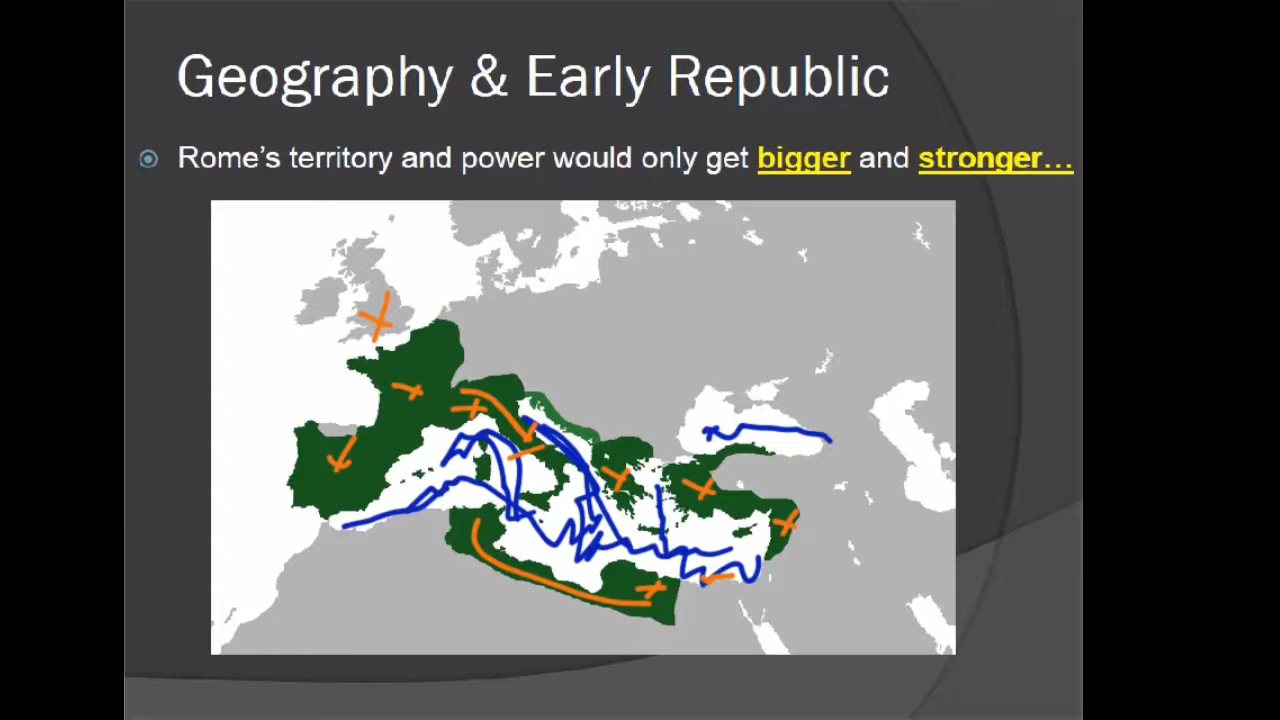 Geography & Early Republic
Rome's territory and power would only get bigger and stronger...